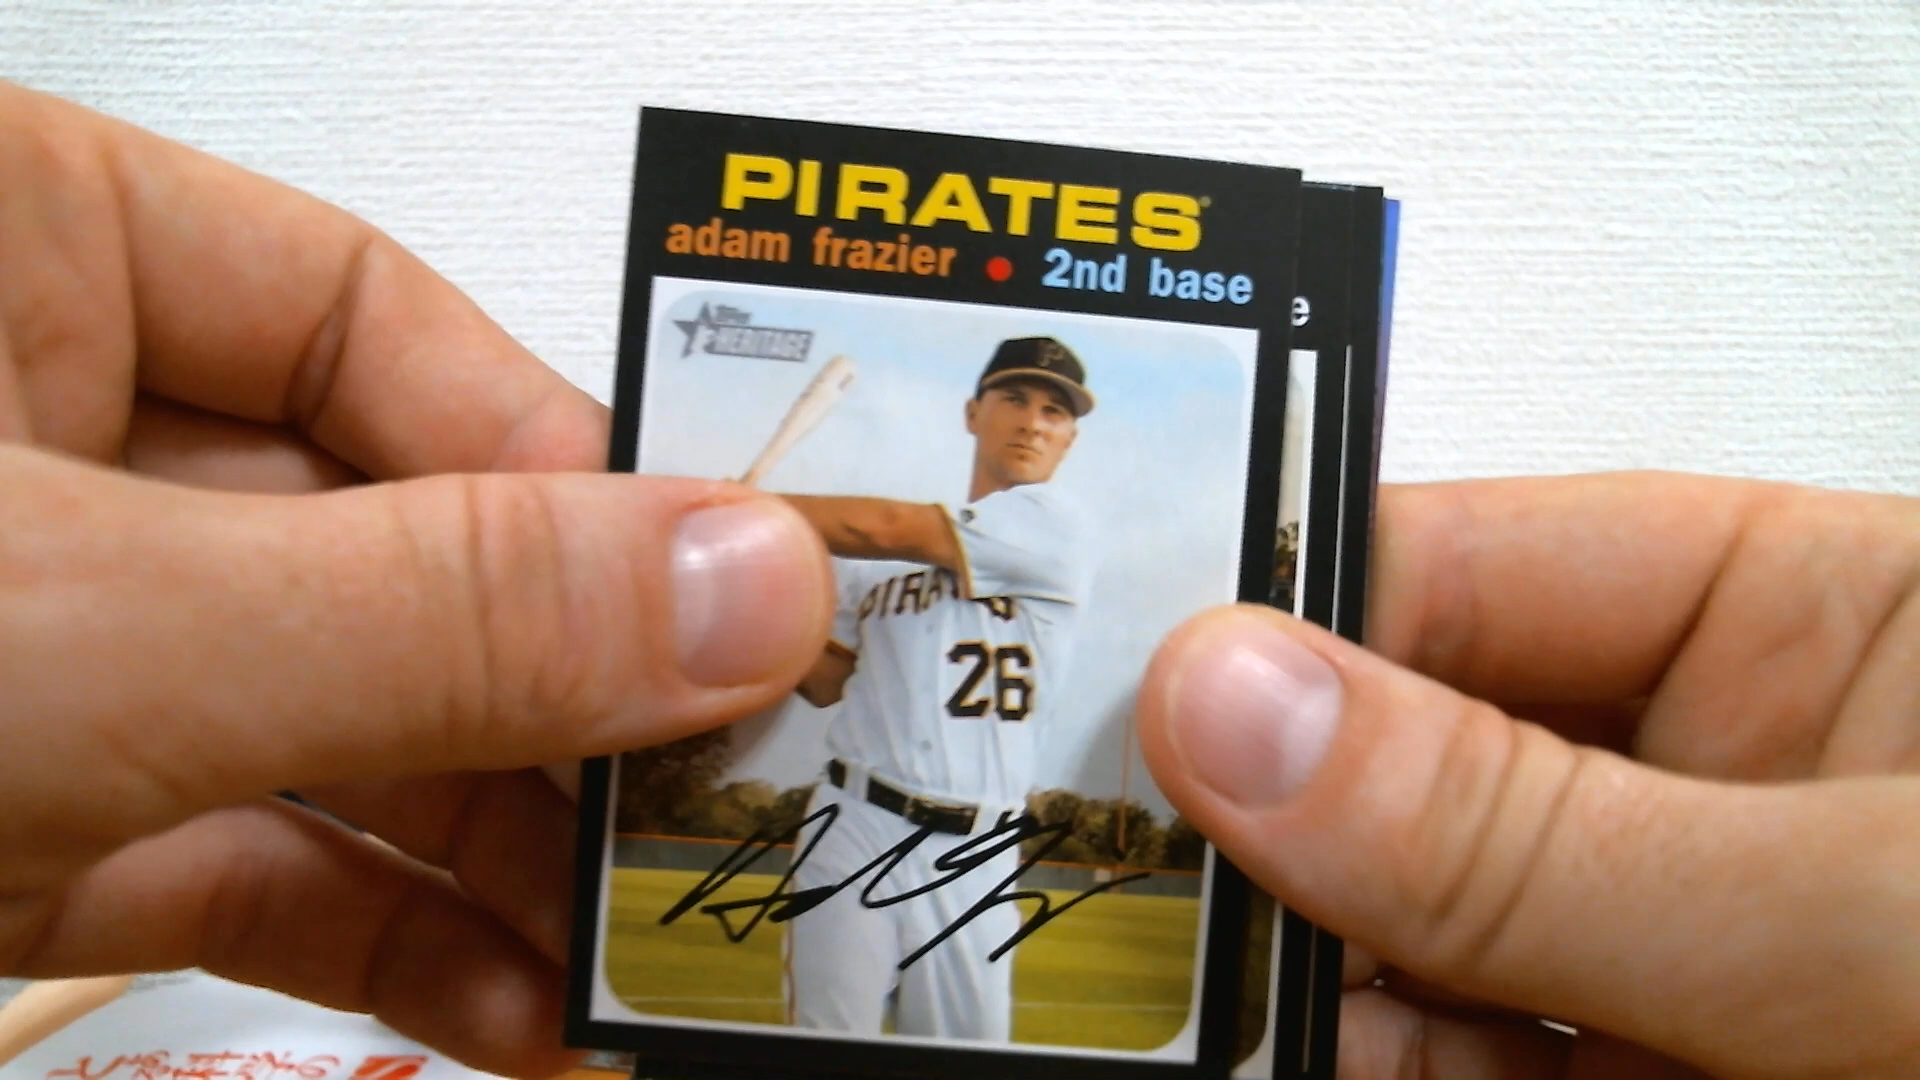 PIRATES
adam frazier • 2nd base
e
Topps
HERITAGE
P
PIRATES
26